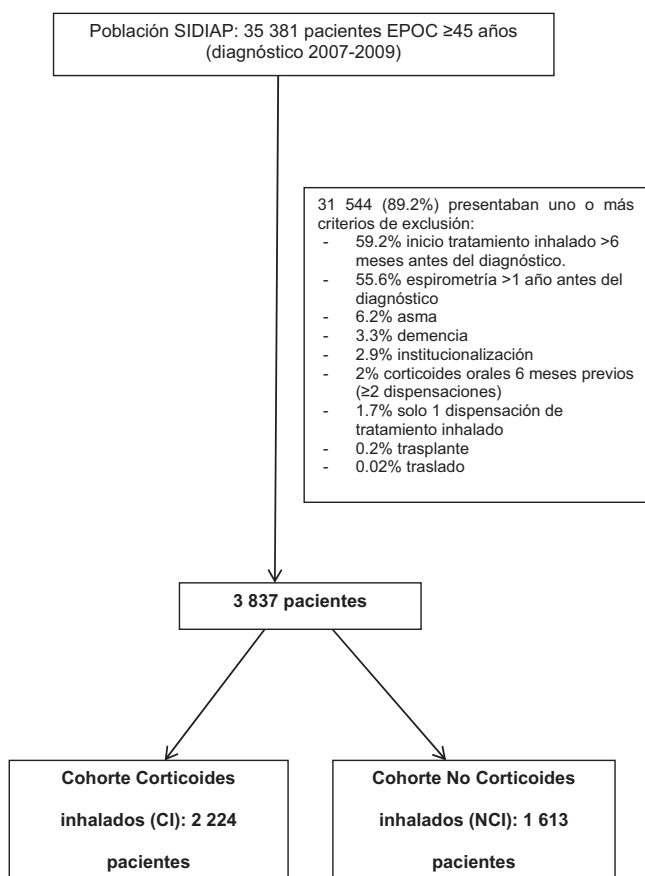 Población SIDIAP: 35 381 pacientes EPOC ≥45 años
(diagnóstico 2007-2009)
31 544 (89.2%) presentaban uno o más
criterios de exclusión:
- 59.2% inicio tratamiento inhalado >6
meses antes del diagnóstico.
- 55.6% espirometría >1 año antes del
diagnóstico
- 6.2% asma
- 3.3% demencia
- 2.9% institucionalización
- 2% corticoides orales 6 meses previos
(≥2 dispensaciones)
- 1.7% solo 1 dispensación de
tratamiento inhalado
- 0.2% trasplante
- 0.02% traslado
3 837 pacientes
Cohorte Corticoides
inhalados (CI): 2 224
pacientes
Cohorte No Corticoides
inhalados (NCI): 1 613
pacientes